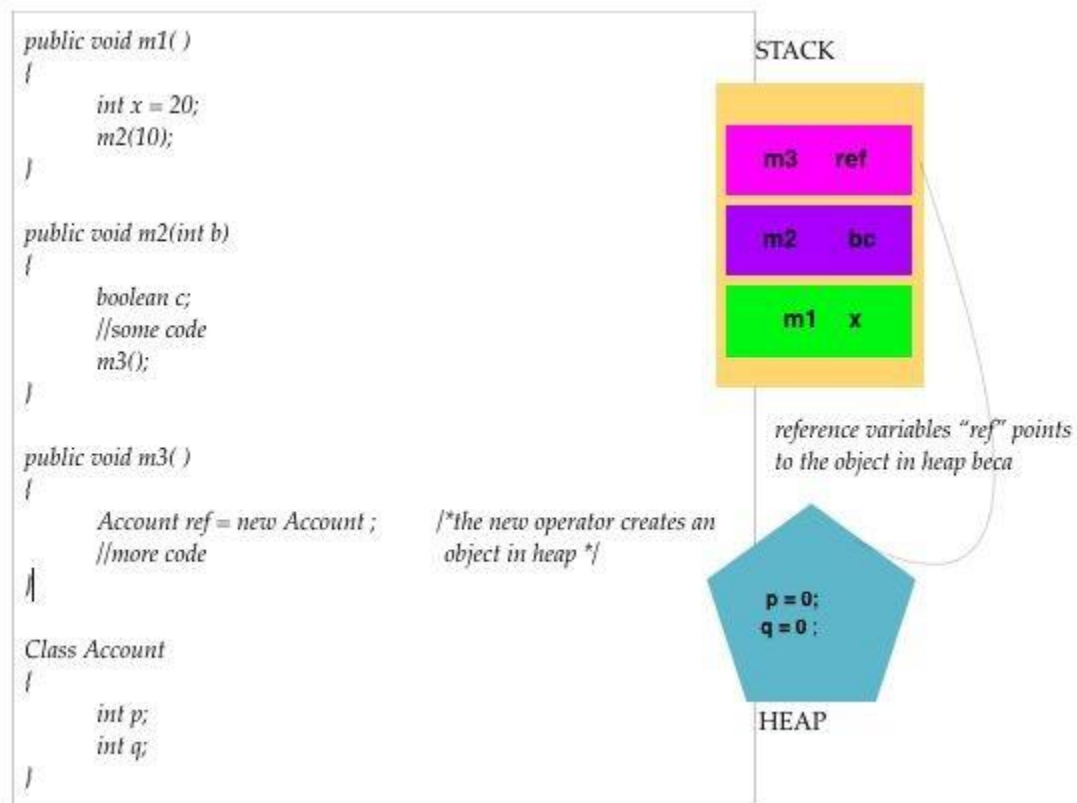 public void m1( )
{
int x = 20;
m2(10);
}
public void m2(int b)
{
boolean c;
//some code
m3();
}
public void m3( )
{
Account ref = new Account ; /*the new operator creates an
//more code object in heap */
}
Class Account
{
int p;
int q;
}
STACK
m3 ref
m2 bc
m1 x
reference variables “ref” points
to the object in heap beca
p = 0;
q = 0 ;
HEAP